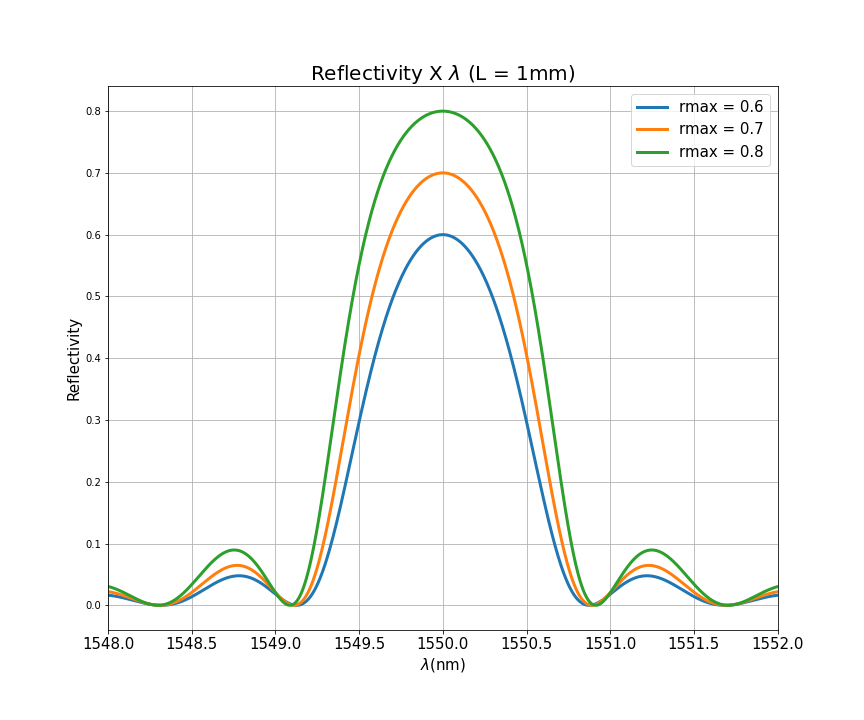 Reflectivity X λ (L = 1mm)
rmax = 0.6
rmax = 0.7
rmax = 0.8
Reflectivity
0.8
0.7
0.6
0.5
0.4
0.3
0.2
0.1
0.0
1548.0 1548.5 1549.0 1549.5 1550.0 1550.5 1551.0 1551.5 1552.0
λ(nm)